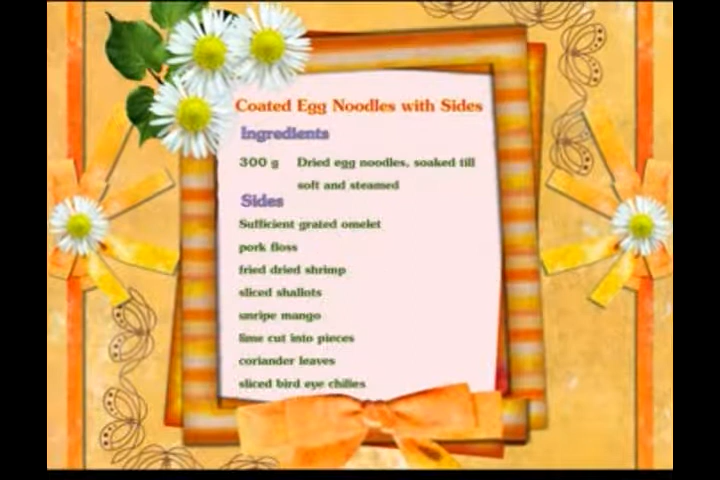 Coated Egg Noodles with Sides
Ingredients
300 g Dried egg noodles, soaked till
soft and steamed
Sides
Sufficient grated omelet
pork floss
fried dried shrimp
sliced shallots
unripe mango
lime cut into pieces
coriander leaves
sliced bird eye chilies